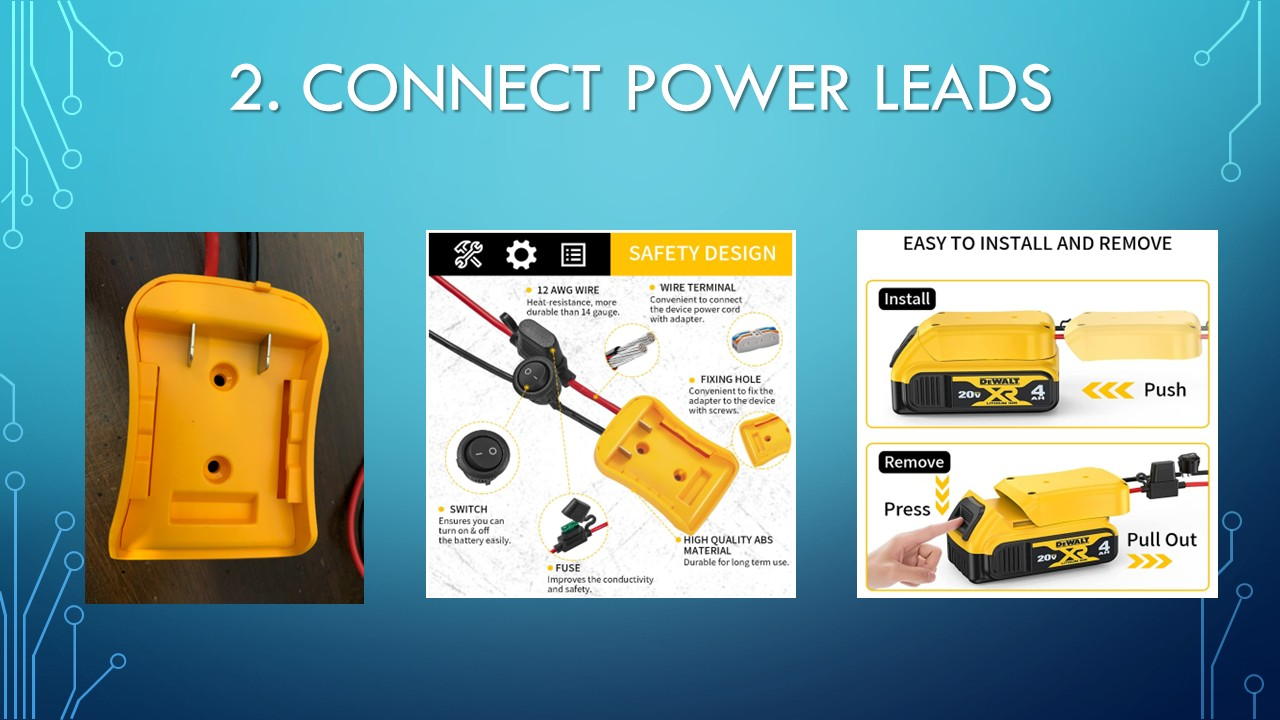 2. CONNECT POWER LEADS
SAFETY DESIGN
12 AWG WIRE
Heat-resistance, more
durable than 14 gauge.
WIRE TERMINAL
Convenient to connect
the device power cord
with adapter.
FIXING HOLE
Convenient to fix the
adapter to the device
with screws.
SWITCH
Ensures you can
turn on & off
the battery easily.
FUSE
Improves the conductivity
and safety.
HIGH QUALITY ABS
MATERIAL
Durable for long term use.
EASY TO INSTALL AND REMOVE
Install
DEWALT
20V XR 4
AH
LITHIUM ION
Push
Remove
Press
DEWALT
20V XR 4
AH
Pull Out